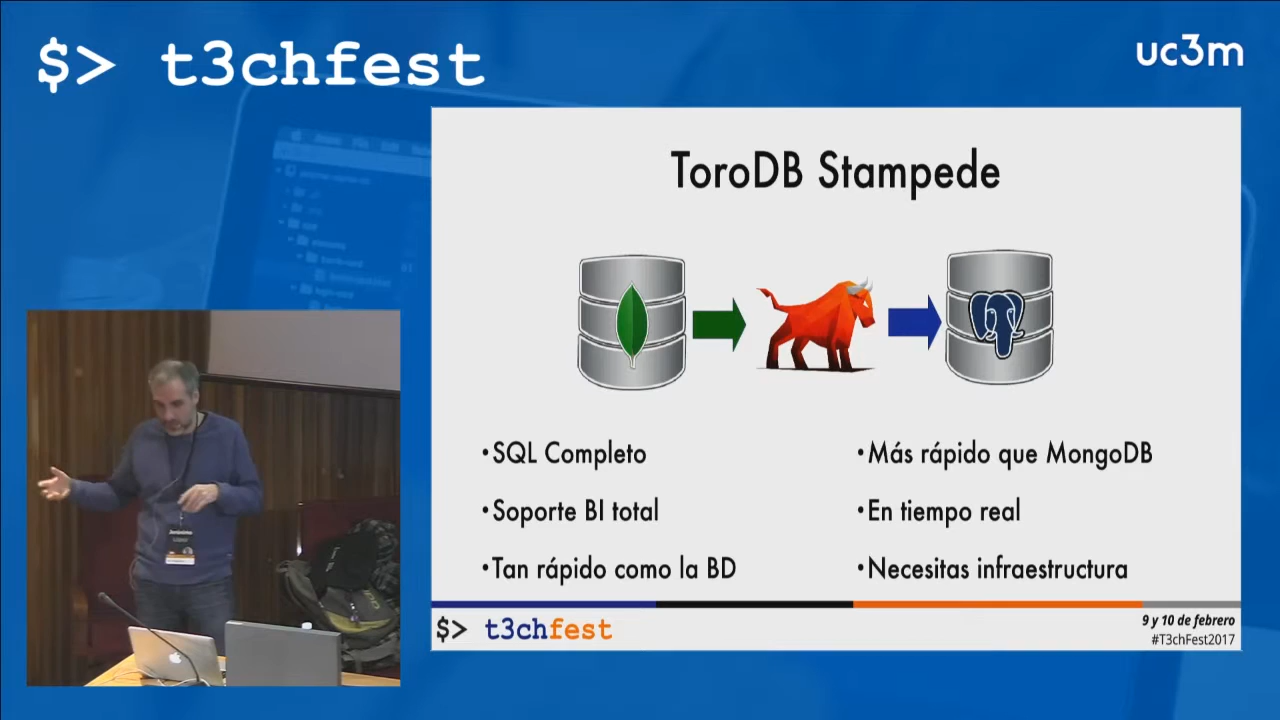 $> t3chfest
uc3m
ToroDB Stampede
•SQL Completo
•Soporte BI total
•Tan rápido como la BD
•Más rápido que MongoDB
•En tiempo real
•Necesitas infraestructura
$> t3chfest
9 y 10 de febrero
#T3chFest2017